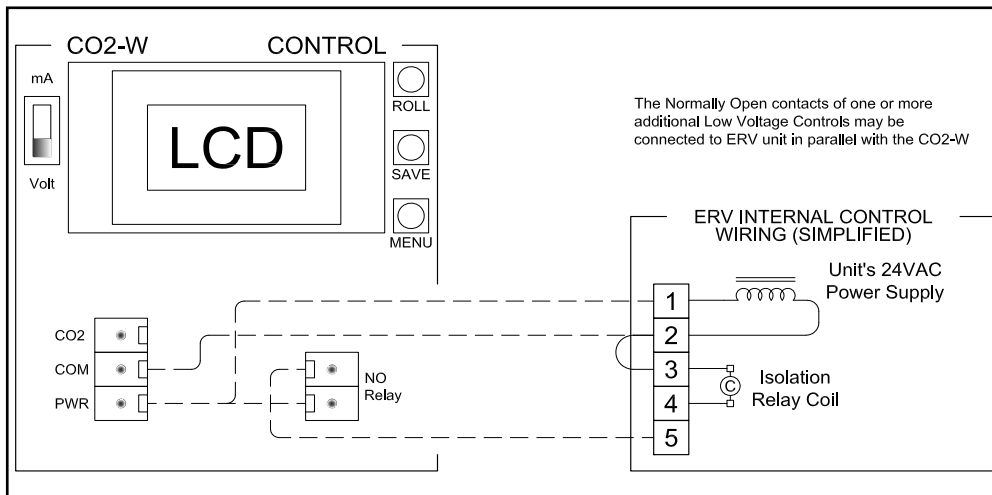 CO2-W CONTROL
mA
Volt
LCD
ROLL
SAVE
MENU
The Normally Open contacts of one or more
additional Low Voltage Controls may be
connected to ERV unit in parallel with the CO2-W
ERV INTERNAL CONTROL
WIRING (SIMPLIFIED)
Unit's 24VAC
Power Supply
CO2
COM
PWR
NO
Relay
1
2
3
4
5
C
Isolation
Relay Coil